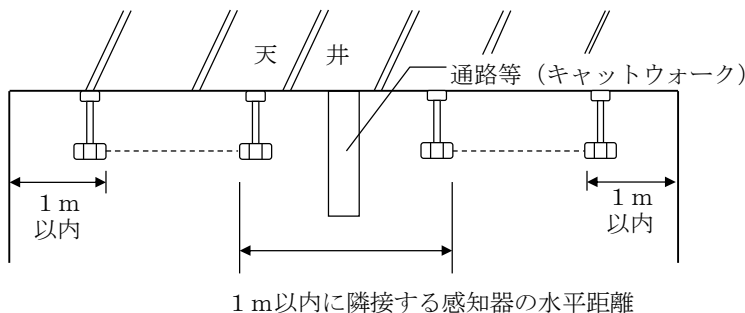 天　井
通路等（キャットウォーク）
１ｍ
以内
１ｍ
以内
１ｍ以内に隣接する感知器の水平距離